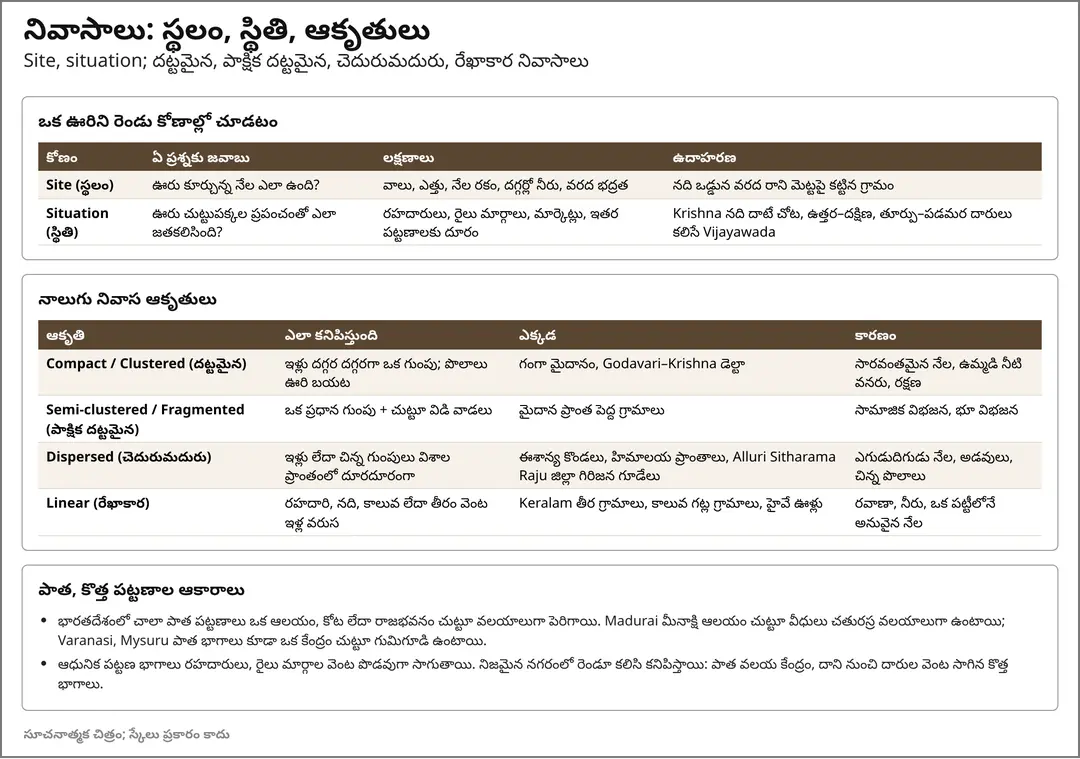 నివాసాలు: స్థలం, స్థితి, ఆకృతులు
Site, situation; దట్టమైన, పాక్షిక దట్టమైన, చెదురుమదురు, రేఖాకార నివాసాలు
ఒక ఊరిని రెండు కోణాల్లో చూడటం
కోణం ఏ ప్రశ్నకు జవాబు లక్షణాలు ఉదాహరణ
Site (స్థలం) ఊరు కూర్చున్న నేల ఎలా ఉంది? వాలు, ఎత్తు, నేల రకం, దగ్గర్లో నీరు, వరద భద్రత నది ఒడ్డున వరద రాని మెట్టపై కట్టిన గ్రామం
Situation ఊరు చుట్టుపక్కల ప్రపంచంతో ఎలా రహదారులు, రైలు మార్గాలు, మార్కెట్లు, ఇతర Krishna నది దాటే చోట, ఉత్తర–దక్షిణ, తూర్పు–పడమర దారులు
(స్థితి) జతకలిసింది? పట్టణాలకు దూరం కలిసే Vijayawada
నాలుగు నివాస ఆకృతులు
ఆకృతి ఎలా కనిపిస్తుంది ఎక్కడ కారణం
Compact / Clustered (దట్టమైన) ఇళ్లు దగ్గర దగ్గరగా ఒక గుంపు; పొలాలు గంగా మైదానం, Godavari–Krishna డెల్టా సారవంతమైన నేల, ఉమ్మడి నీటి
ఊరి బయట వనరు, రక్షణ
Semi-clustered / Fragmented ఒక ప్రధాన గుంపు + చుట్టూ విడి వాడలు మైదాన ప్రాంత పెద్ద గ్రామాలు సామాజిక విభజన, భూ విభజన
(పాక్షిక దట్టమైన)
Dispersed (చెదురుమదురు) ఇళ్లు లేదా చిన్న గుంపులు విశాల ఈశాన్య కొండలు, హిమాలయ ప్రాంతాలు, Alluri Sitharama ఎగుడుదిగుడు నేల, అడవులు,
ప్రాంతంలో దూరదూరంగా Raju జిల్లా గిరిజన గూడేలు చిన్న పొలాలు
Linear (రేఖాకార) రహదారి, నది, కాలువ లేదా తీరం వెంట Keralam తీర గ్రామాలు, కాలువ గట్ల గ్రామాలు, హైవే ఊళ్లు రవాణా, నీరు, ఒక పట్టీలోనే
ఇళ్ల వరుస అనువైన నేల
పాత, కొత్త పట్టణాల ఆకారాలు
• భారతదేశంలో చాలా పాత పట్టణాలు ఒక ఆలయం, కోట లేదా రాజభవనం చుట్టూ వలయాలుగా పెరిగాయి. Madurai మీనాక్షి ఆలయం చుట్టూ వీధులు చతురస్ర వలయాలుగా ఉంటాయి;
Varanasi, Mysuru పాత భాగాలు కూడా ఒక కేంద్రం చుట్టూ గుమిగూడి ఉంటాయి.
• ఆధునిక పట్టణ భాగాలు రహదారులు, రైలు మార్గాల వెంట పొడవుగా సాగుతాయి. నిజమైన నగరంలో రెండూ కలిసి కనిపిస్తాయి: పాత వలయ కేంద్రం, దాని నుంచి దారుల వెంట సాగిన కొత్త
భాగాలు.
సూచనాత్మక చిత్రం; స్కేలు ప్రకారం కాదు